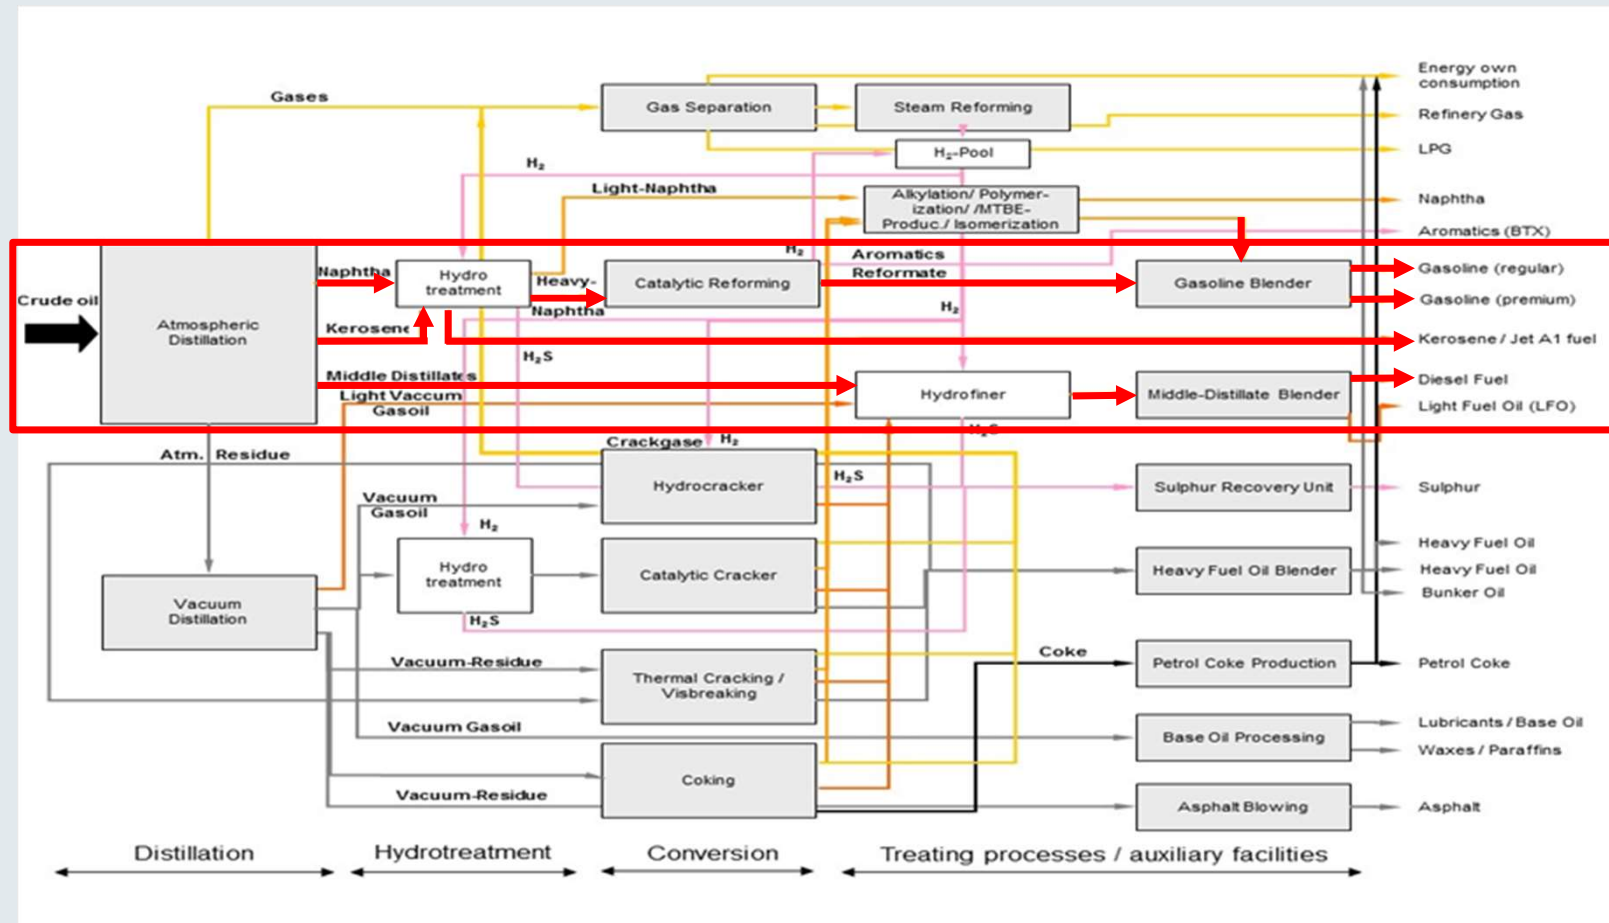 Energy own
consumption
Gases
Gas Separation
Steam Reforming
Refinery Gas
H₂-Pool
LPG
H₂
Light-Naphtha
Alkylation/ Polymer-
ization/ /MTBE-
Produc./ Isomerization
Naphtha
Aromatics (BTX)
H₂
Aromatics
Naphtha
Hydro
treatment
Heavy-
Naphtha
Catalytic Reforming
Reformate
Gasoline Blender
Gasoline (regular)
Gasoline (premium)
Crude oil
Atmospheric
Distillation
Kerosene
H₂
Kerosene / Jet A1 fuel
H₂S
Middle Distillates
Light Vaccum
Gasoil
Hydrofiner
Middle-Distillate Blender
Diesel Fuel
Light Fuel Oil (LFO)
H₂S
Crackgase
H₂
Atm. Residue
Hydrocracker
H₂S
Sulphur Recovery Unit
Sulphur
Vacuum
Gasoil
H₂
Hydro
treatment
Catalytic Cracker
Heavy Fuel Oil Blender
Heavy Fuel Oil
Heavy Fuel Oil
Bunker Oil
Vacuum
Distillation
H₂S
Vacuum-Residue
Thermal Cracking /
Visbreaking
Coke
Petrol Coke Production
Petrol Coke
Vacuum Gasoil
Base Oil Processing
Lubricants / Base Oil
Waxes / Paraffins
Coking
Vacuum-Residue
Asphalt Blowing
Asphalt
Distillation
Hydrotreatment
Conversion
Treating processes / auxiliary facilities